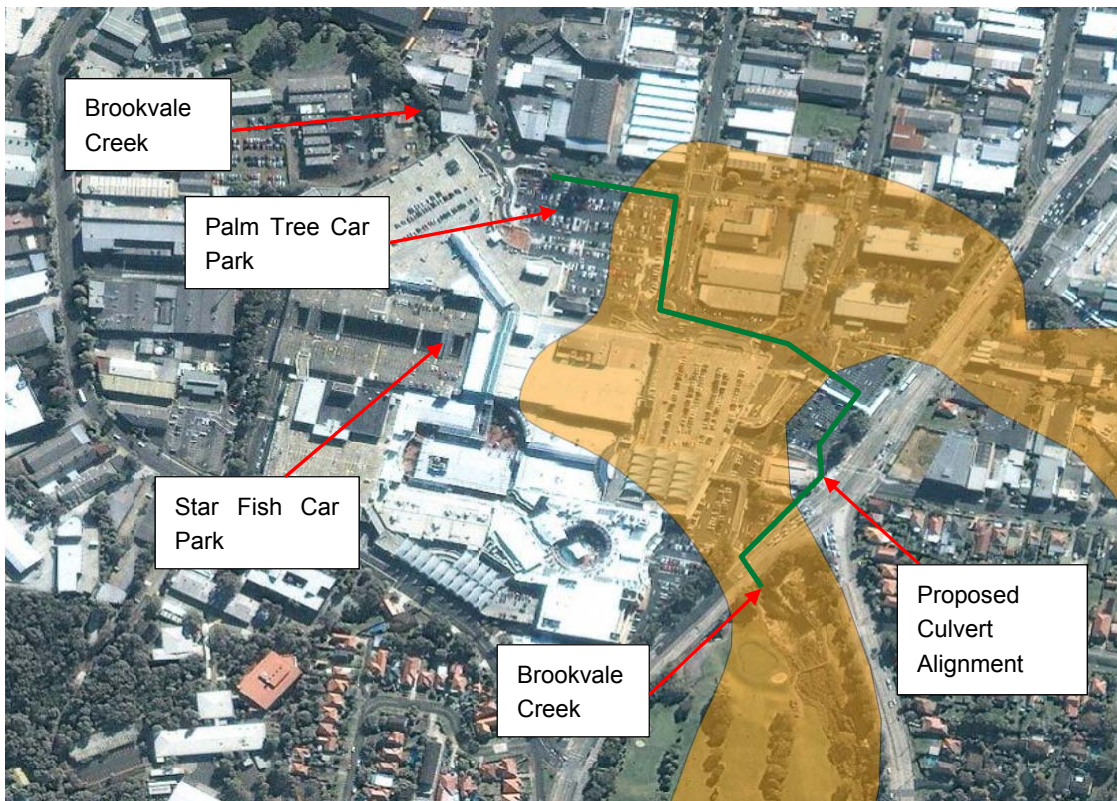 Brookvale
Creek
Palm Tree Car
Park
Star Fish Car
Park
Brookvale
Creek
Proposed
Culvert
Alignment